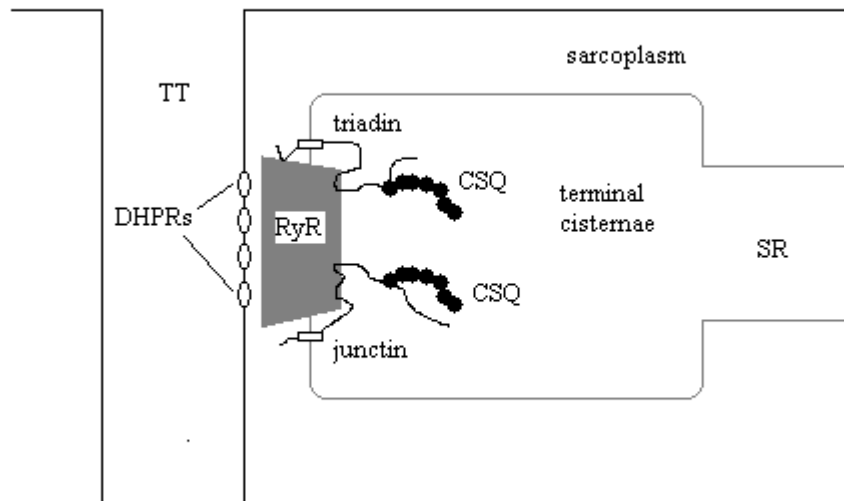 sarcoplasm
TT
triadin
CSQ
terminal
cisternae
DHPRs
RyR
SR
CSQ
junctin